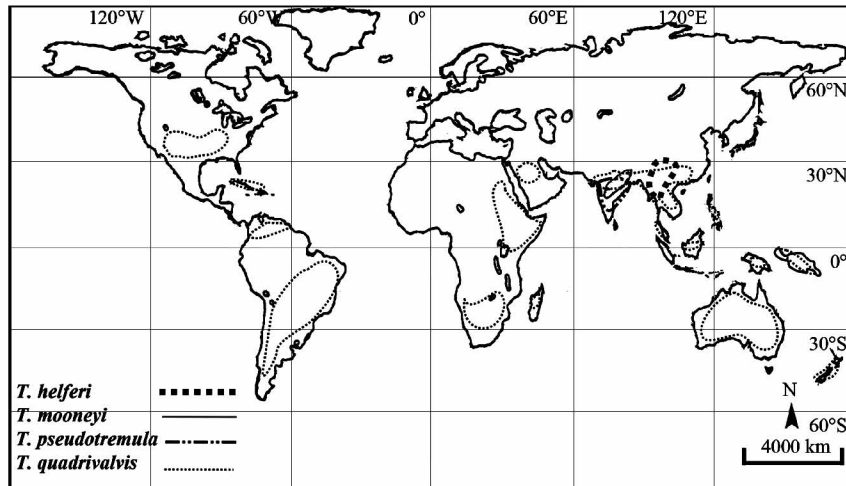 120°W 60°W 0° 60°E 120°E
60°N
30°N
0°
30°S
T. helferi
T. mooneyi
N
T. pseudotremula
60°S
T. quadrivalvis
4000 km